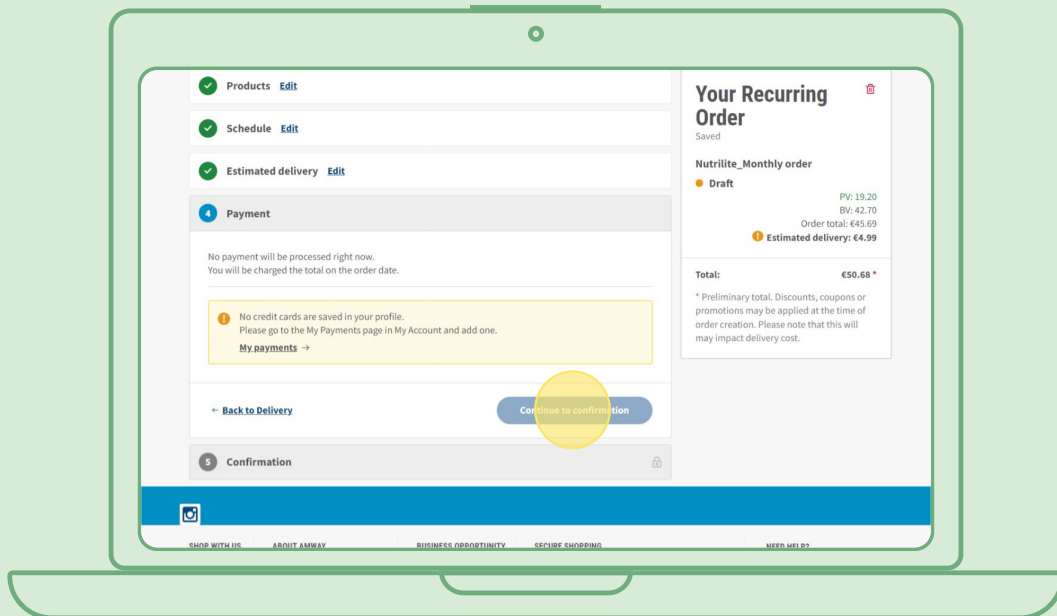 Products Edit
Schedule Edit
Estimated delivery Edit
4 Payment
No payment will be processed right now.
You will be charged the total on the order date.
No credit cards are saved in your profile.
Please go to the My Payments page in My Account and add one.
My payments →
← Back to Delivery
Continue to confirmation
5 Confirmation
Your Recurring
Order
Saved
Nutrilite_Monthly order
Draft
PV: 19.20
BV: 42.70
Order total: €45.69
Estimated delivery: €4.99
Total: €50.68 *
* Preliminary total. Discounts, coupons or
promotions may be applied at the time of
order creation. Please note that this will
may impact delivery cost.
SHOP WITH US ABOUT AMWAY BUSINESS OPPORTUNITY SECURE SHOPPING NEED HELP?